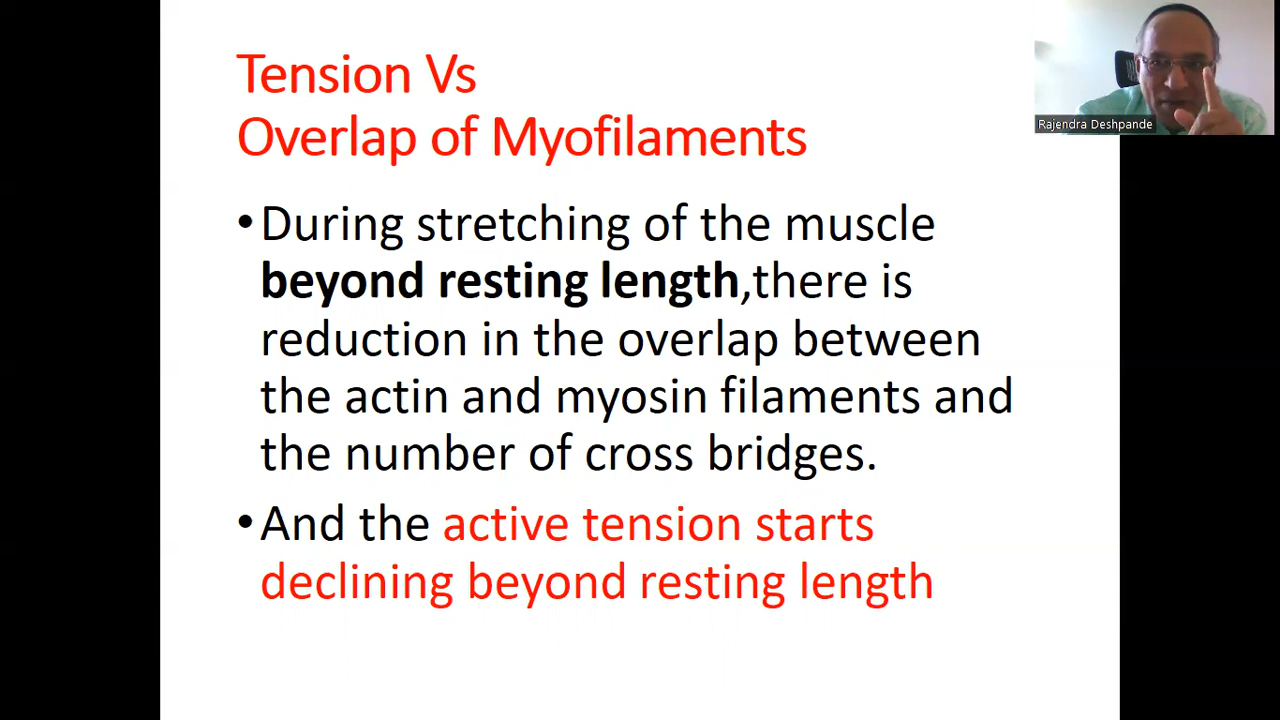 Tension Vs
Overlap of Myofilaments
•During stretching of the muscle
beyond resting length,there is
reduction in the overlap between
the actin and myosin filaments and
the number of cross bridges.
•And the active tension starts
declining beyond resting length
Rajendra Deshpande